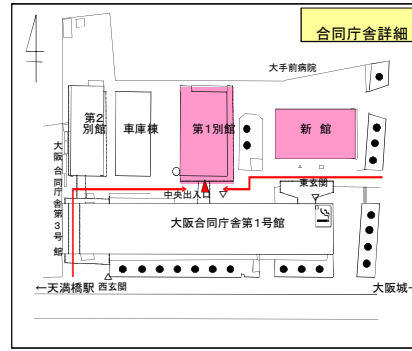 合同庁舎詳細
大手前病院
第2別館
車庫棟
第1別館
新館
大阪合同庁舎第3号館
中央出入口
東玄関
大阪合同庁舎第1号館
←天満橋駅
西玄関
大阪城→